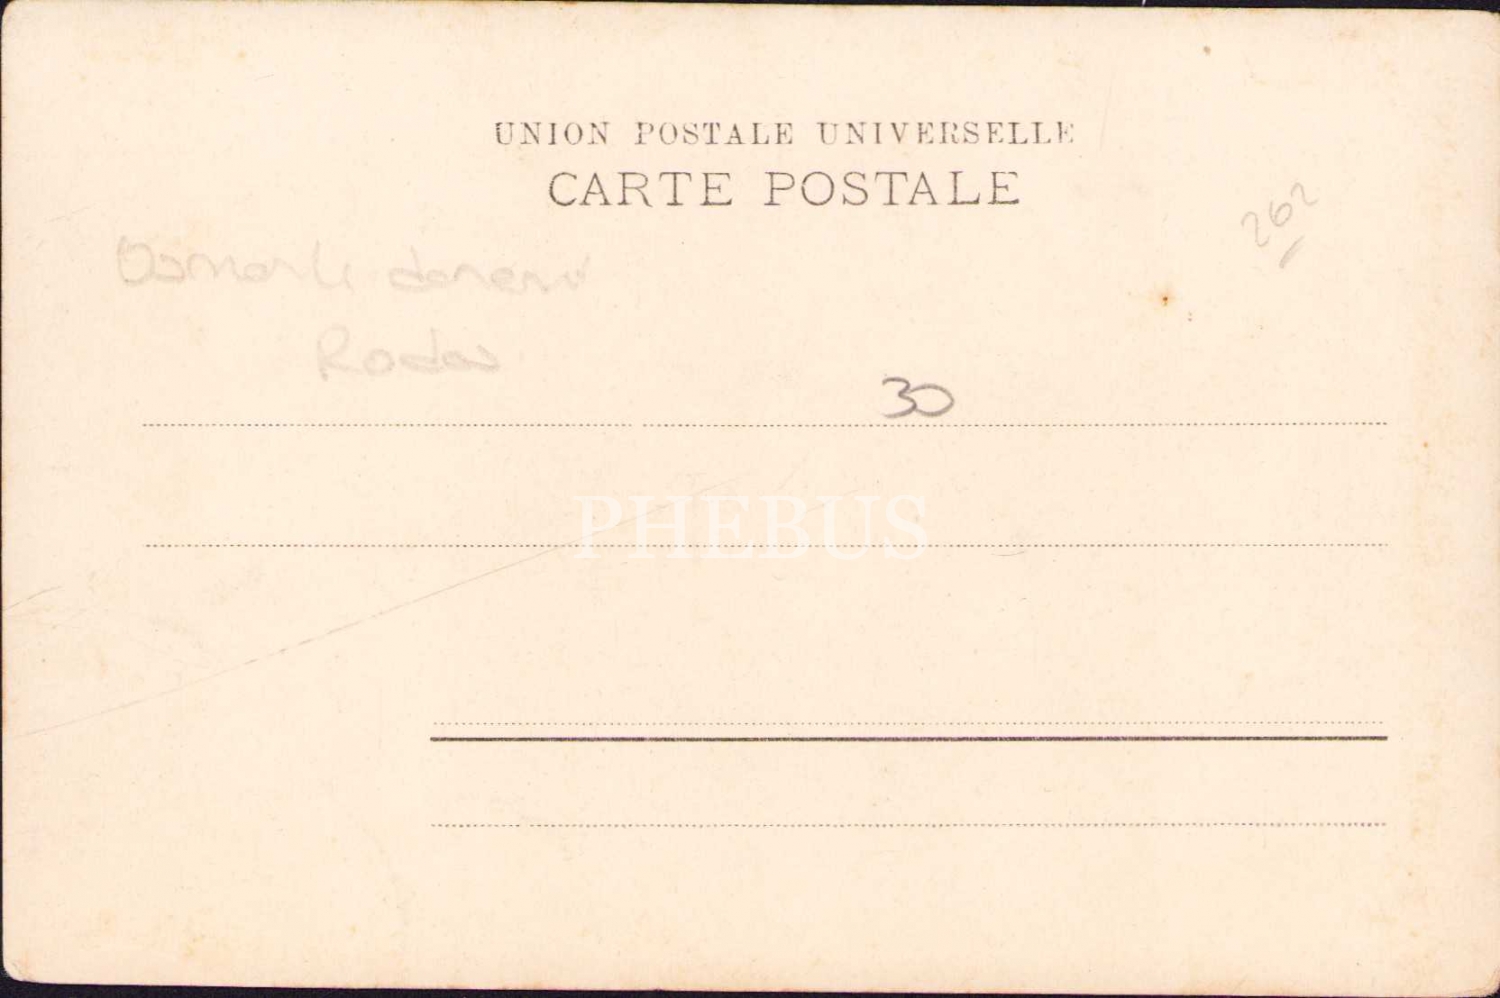 UNION POSTALE UNIVERSELLE
CARTE POSTALE
262
Osmanlı dönemi
Rodos
30
PHEBUS